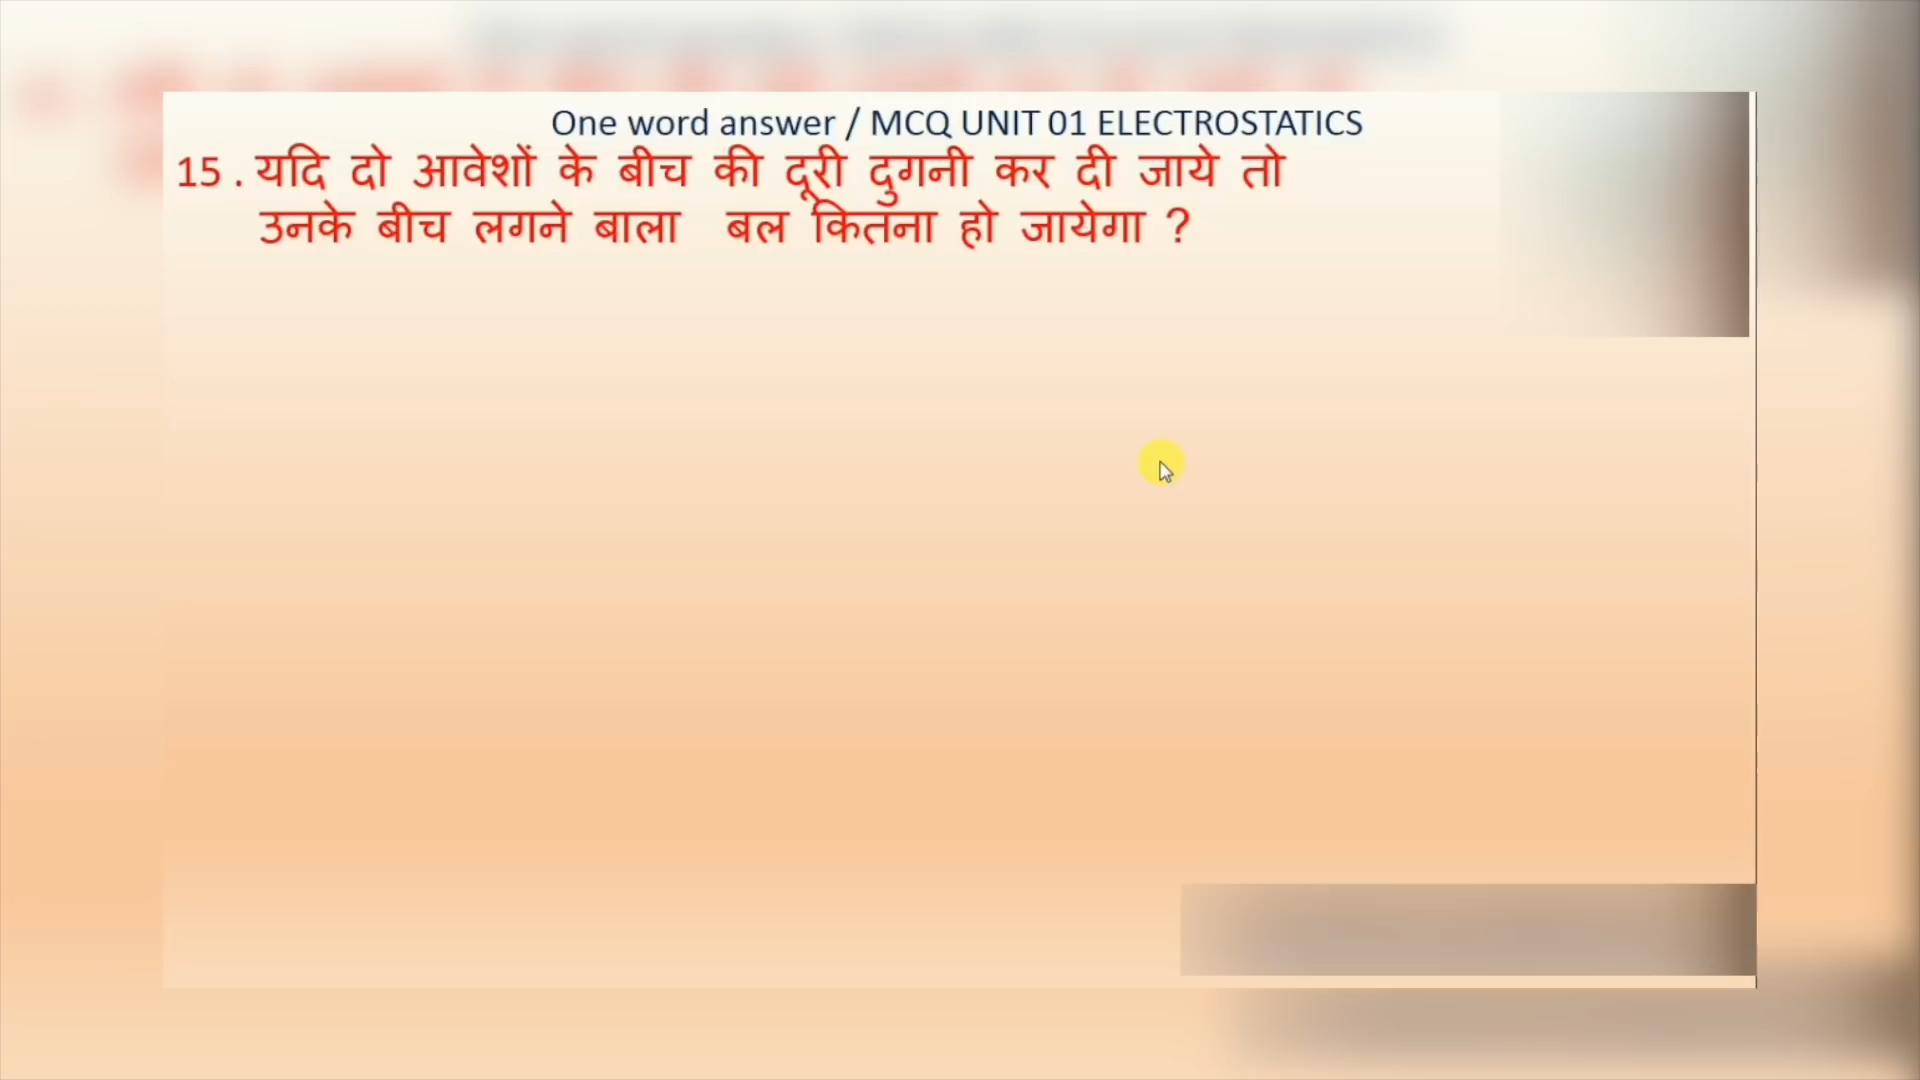 One word answer / MCQ UNIT 01 ELECTROSTATICS
15 . यदि दो आवेशों के बीच की दूरी दुगनी कर दी जाये तो
उनके बीच लगने बाला बल कितना हो जायेगा ?